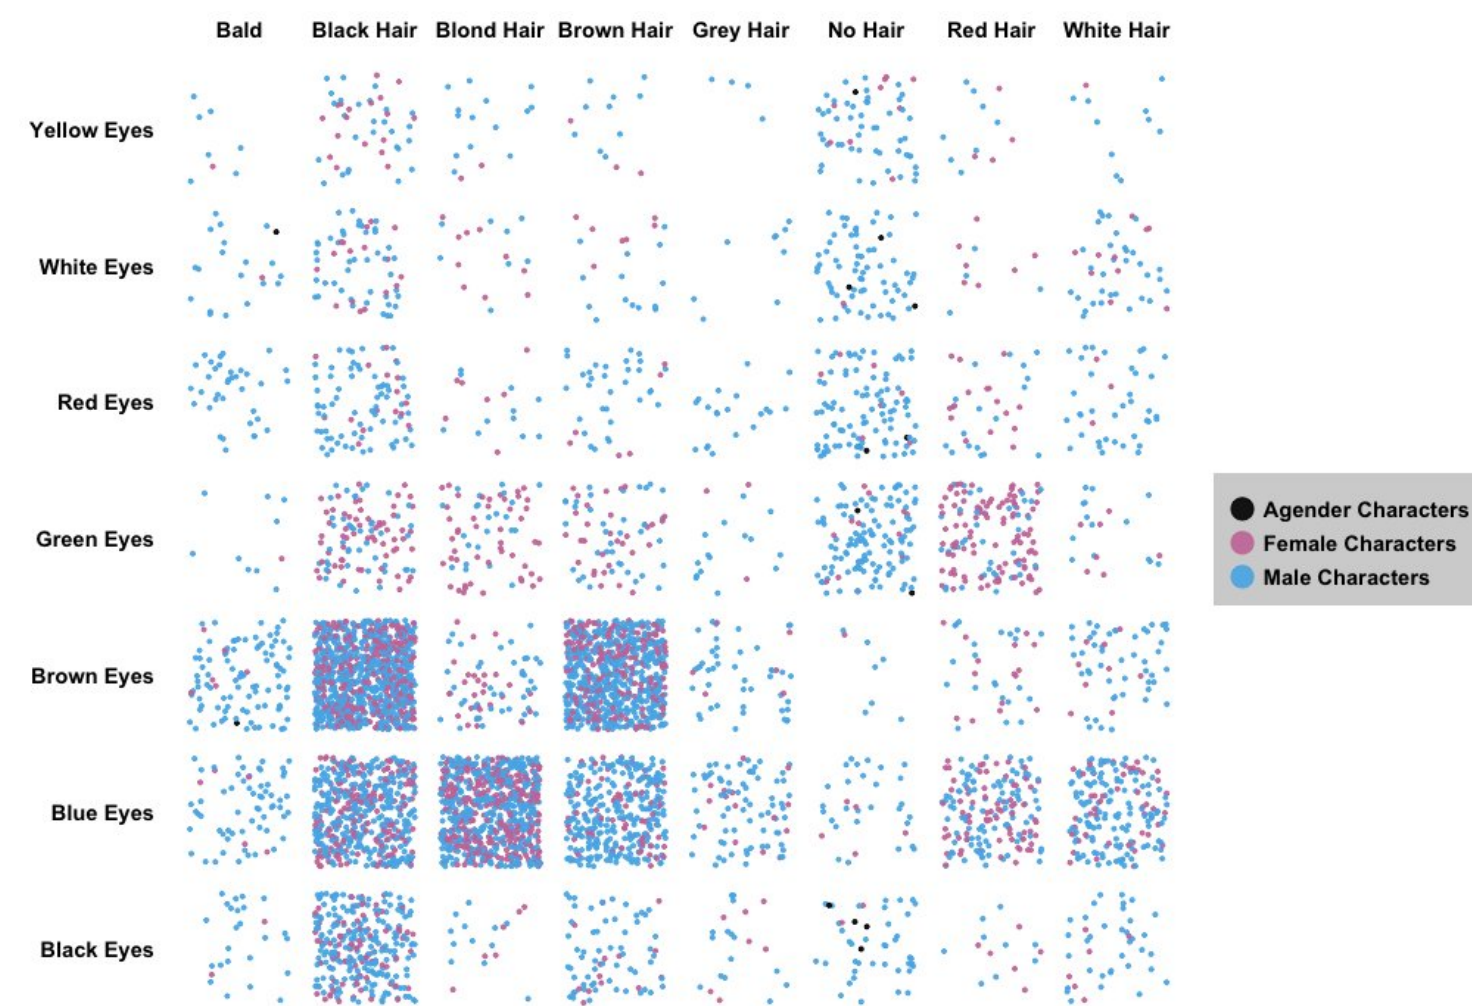 Bald Black Hair Blond Hair Brown Hair Grey Hair No Hair Red Hair White Hair
Yellow Eyes
White Eyes
Red Eyes
Green Eyes
Brown Eyes
Blue Eyes
Black Eyes
Agender Characters
Female Characters
Male Characters